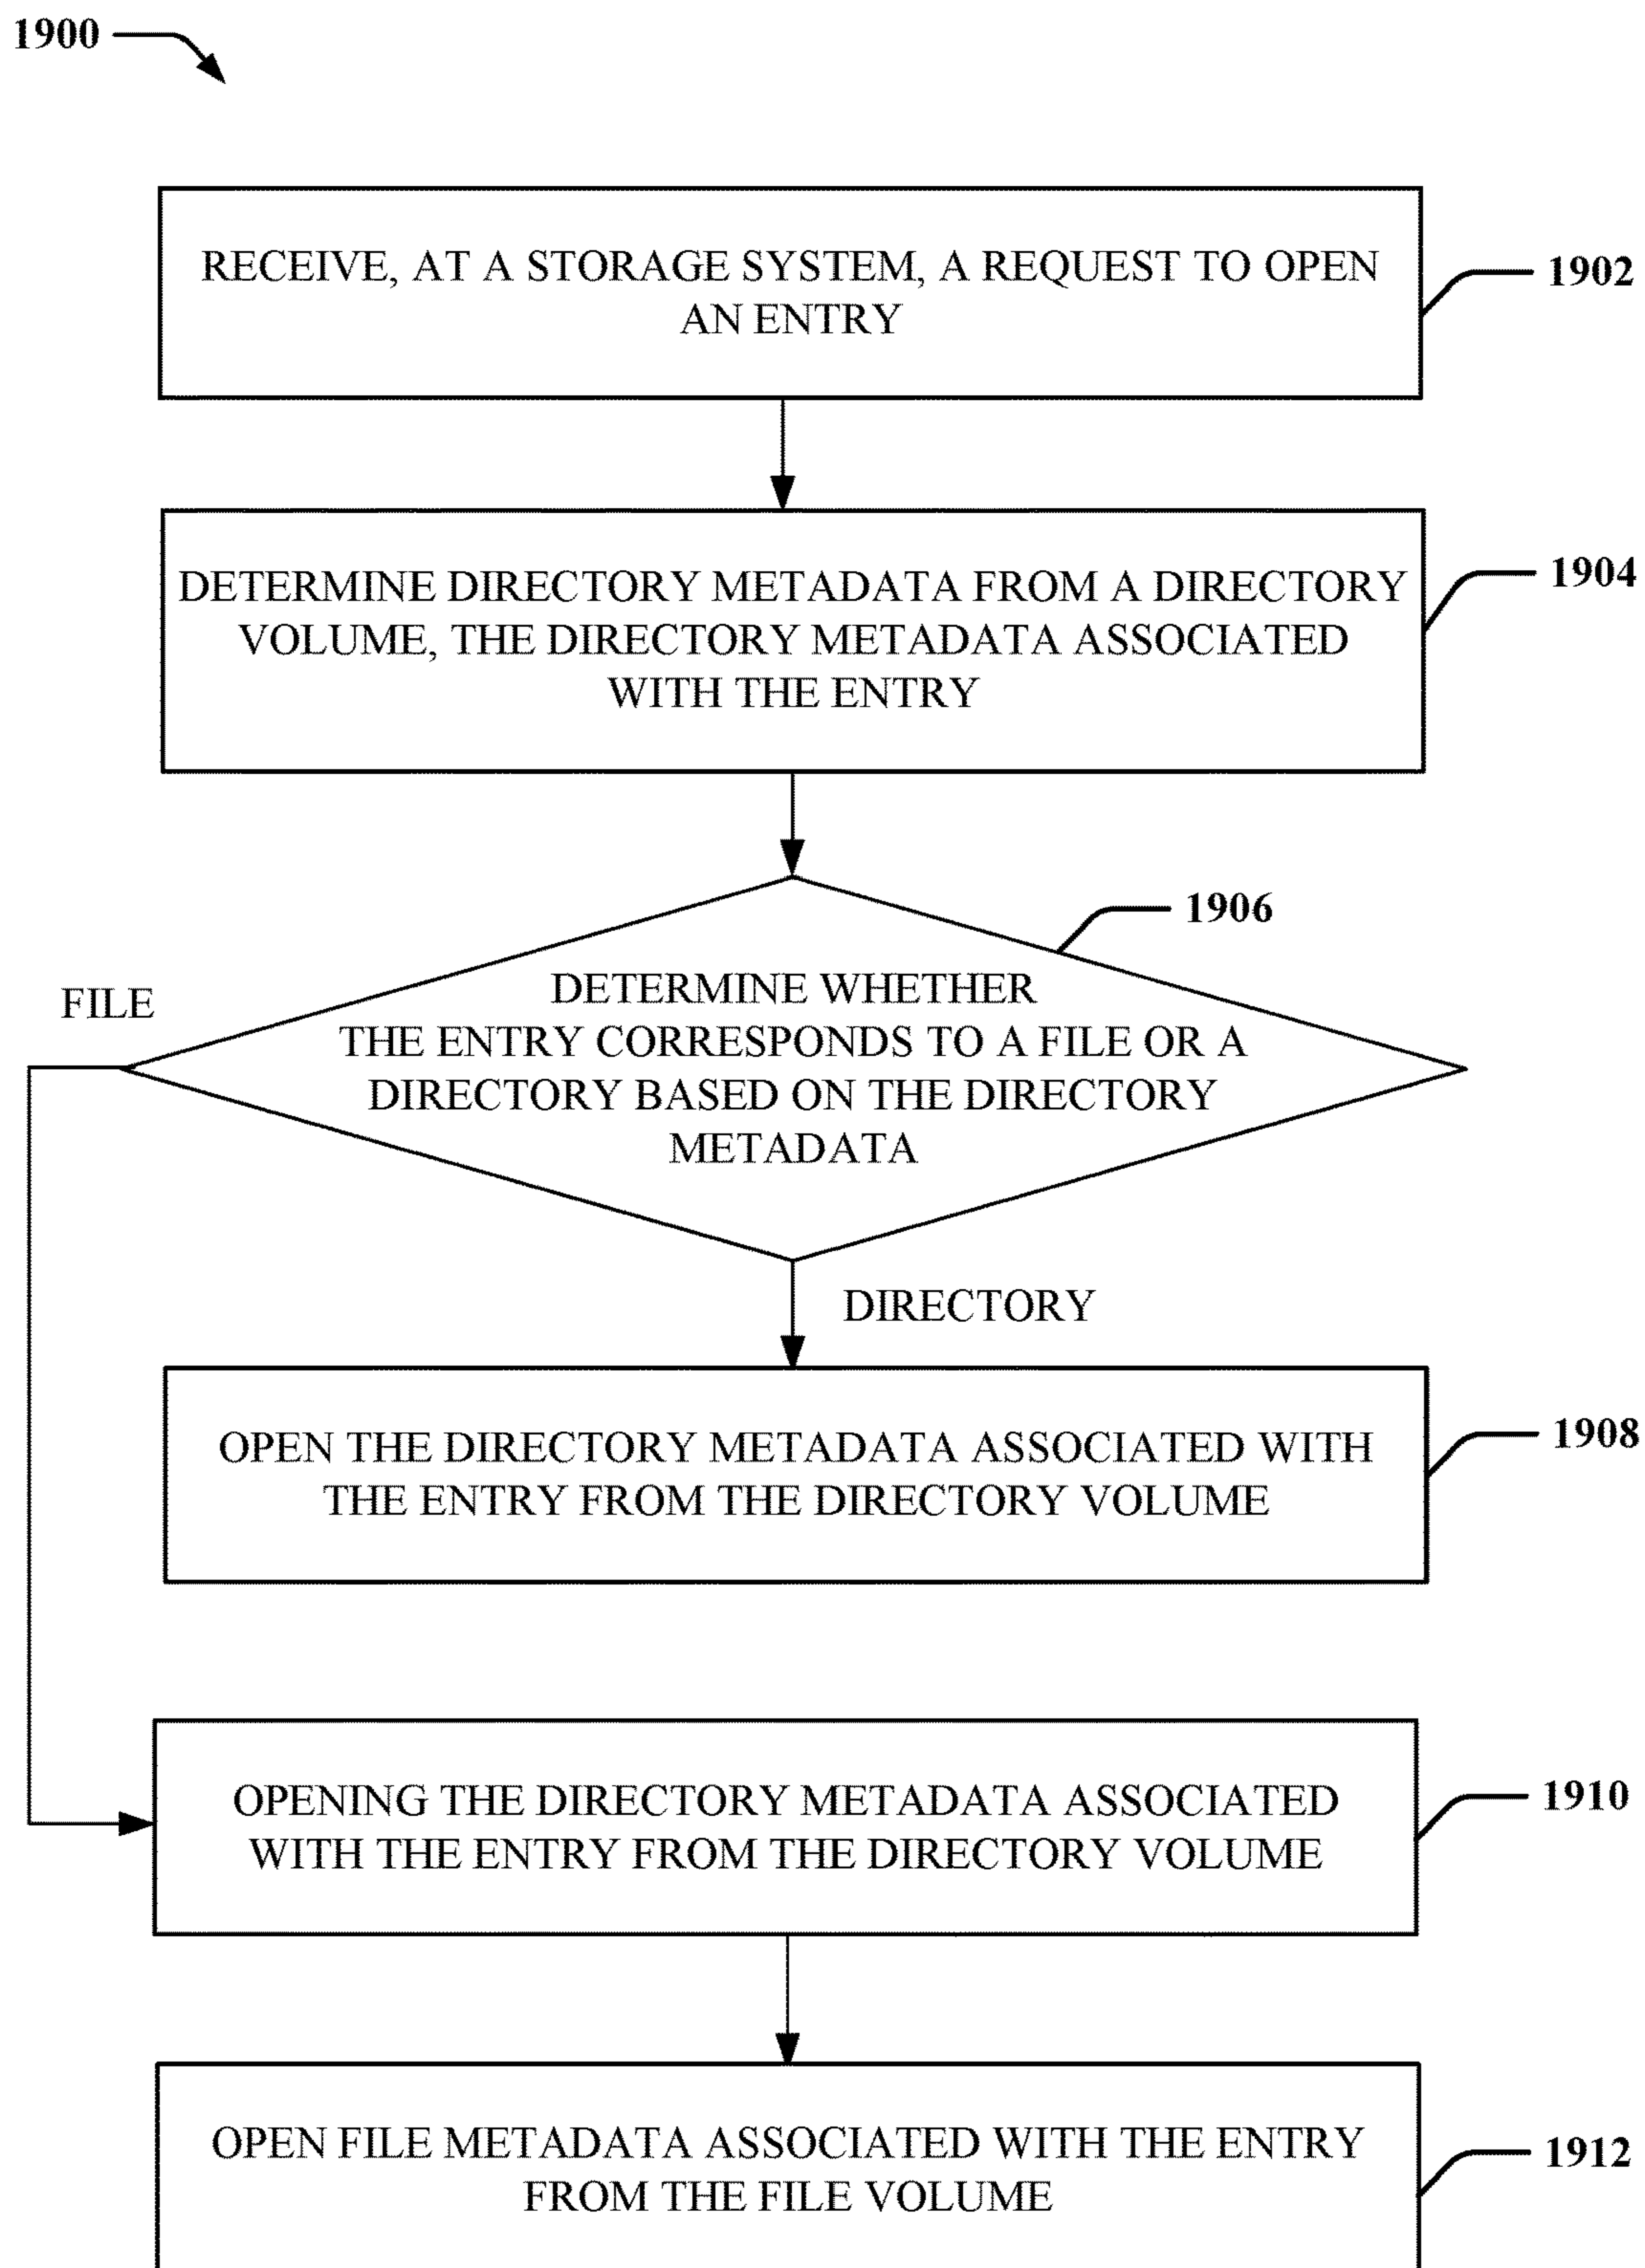 1900
RECEIVE, AT A STORAGE SYSTEM, A REQUEST TO OPEN
AN ENTRY
1902
DETERMINE DIRECTORY METADATA FROM A DIRECTORY
VOLUME, THE DIRECTORY METADATA ASSOCIATED
WITH THE ENTRY
1904
1906
DETERMINE WHETHER
THE ENTRY CORRESPONDS TO A FILE OR A
DIRECTORY BASED ON THE DIRECTORY
METADATA
FILE
DIRECTORY
OPEN THE DIRECTORY METADATA ASSOCIATED WITH
THE ENTRY FROM THE DIRECTORY VOLUME
1908
OPENING THE DIRECTORY METADATA ASSOCIATED
WITH THE ENTRY FROM THE DIRECTORY VOLUME
1910
OPEN FILE METADATA ASSOCIATED WITH THE ENTRY
FROM THE FILE VOLUME
1912